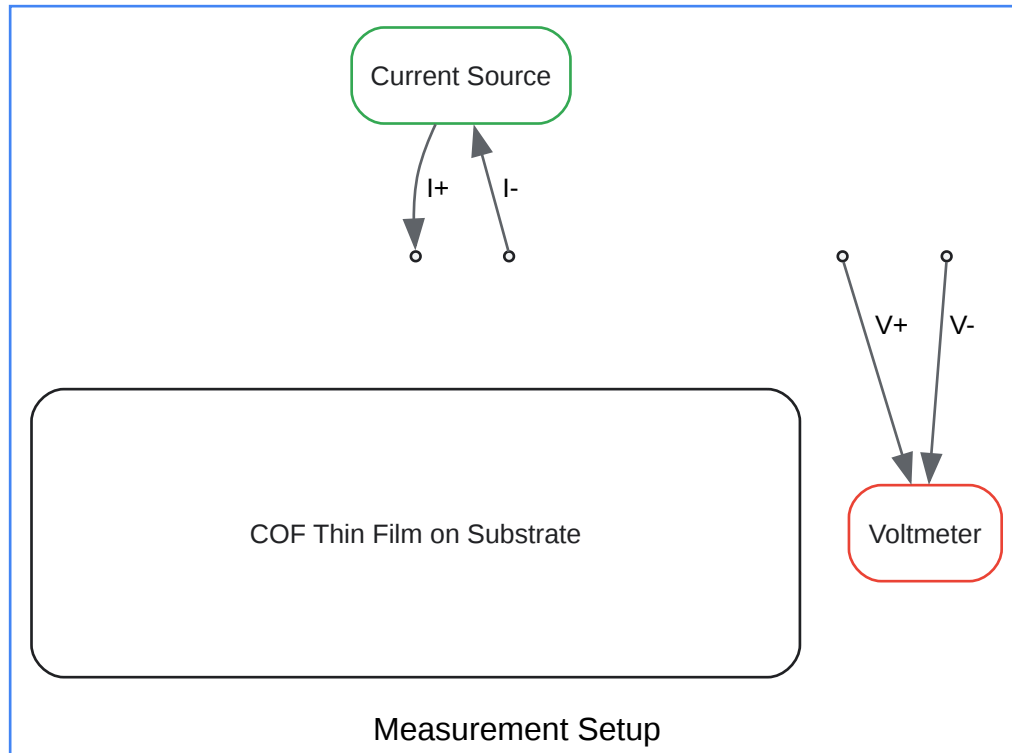 Current Source
I+
I-
V+
V-
COF Thin Film on Substrate
Voltmeter
Measurement Setup